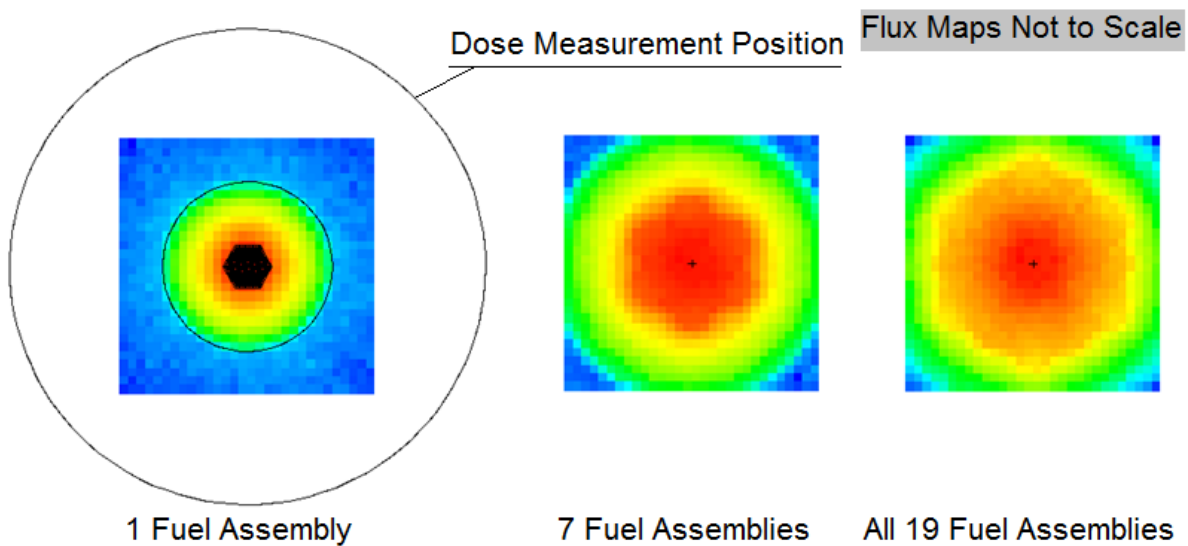 Dose Measurement Position
Flux Maps Not to Scale
1 Fuel Assembly
7 Fuel Assemblies
All 19 Fuel Assemblies